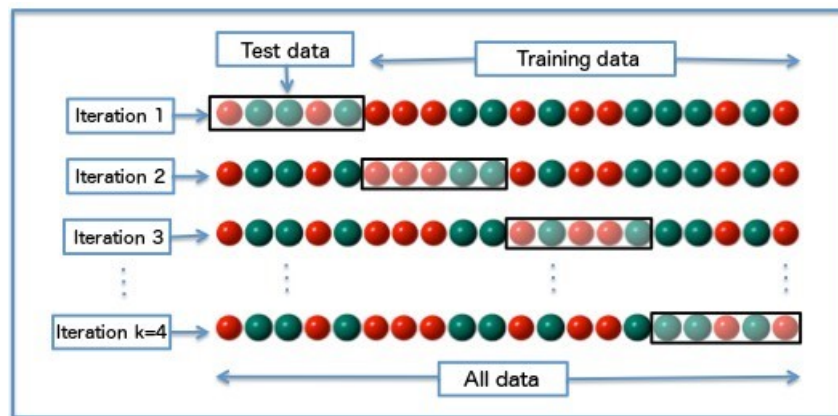 Test data
Training data
Iteration 1
Iteration 2
Iteration 3
Iteration k=4
All data